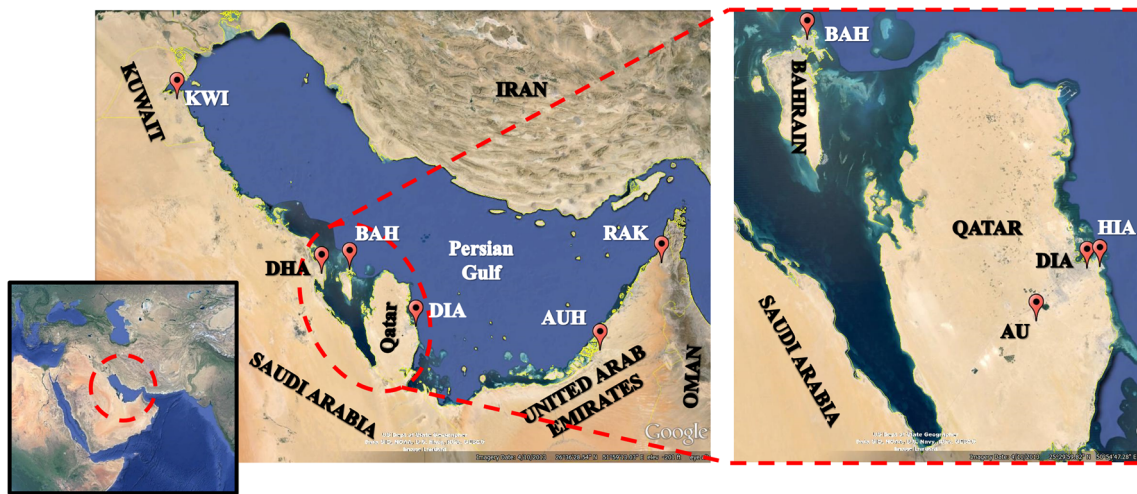 KUWAIT
KWI
IRAN
BAH
DHA
Persian
Gulf
RAK
DIA
Qatar
AUH
SAUDI ARABIA
UNITED ARAB
EMIRATES
OMAN
Google
BAH
BAHRAIN
QATAR
HIA
DIA
AU
SAUDI ARABIA